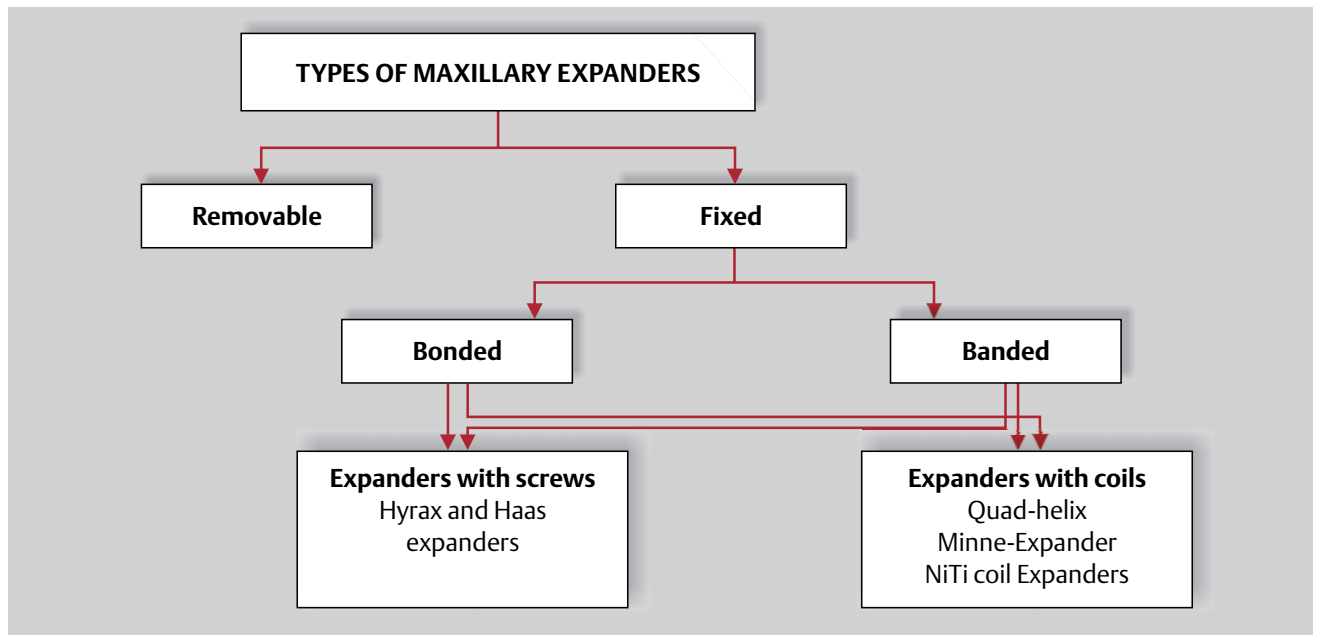 TYPES OF MAXILLARY EXPANDERS
Removable
Fixed
Bonded
Banded
Expanders with screws
Hyrax and Haas
expanders
Expanders with coils
Quad-helix
Minne-Expander
NiTi coil Expanders